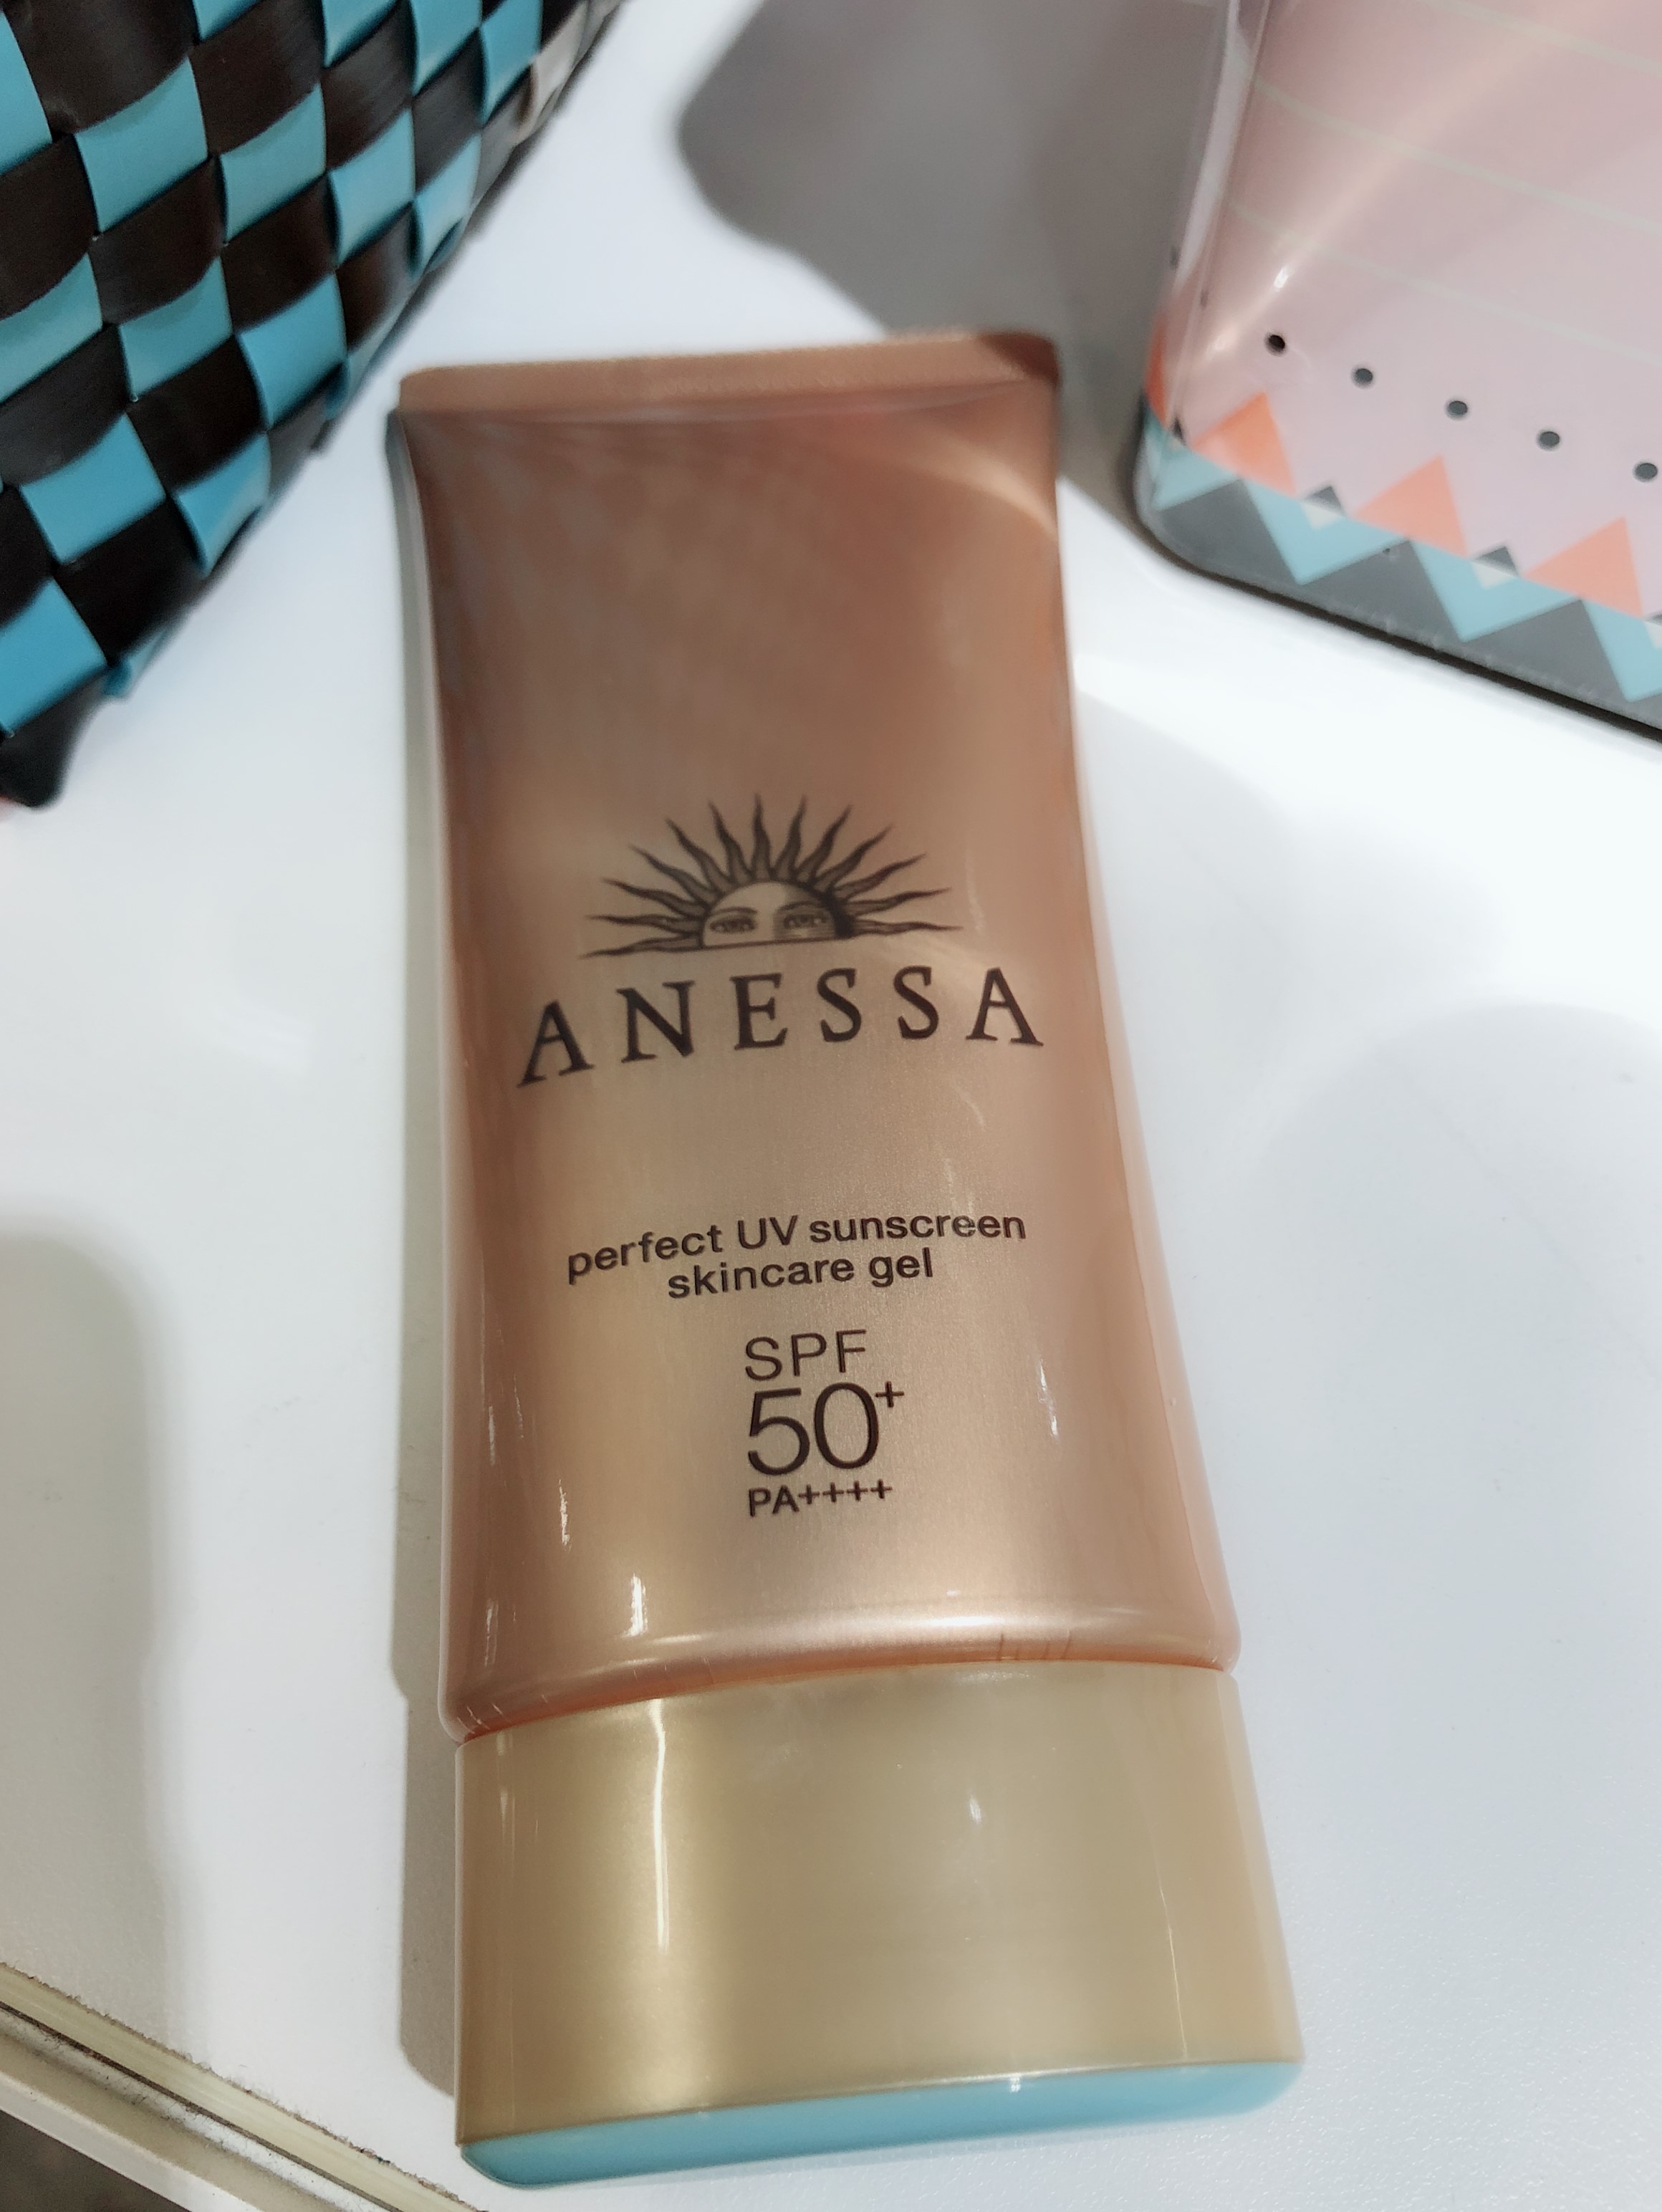 ANESSA
perfect UV sunscreen
skincare gel
SPF
50+
PA++++